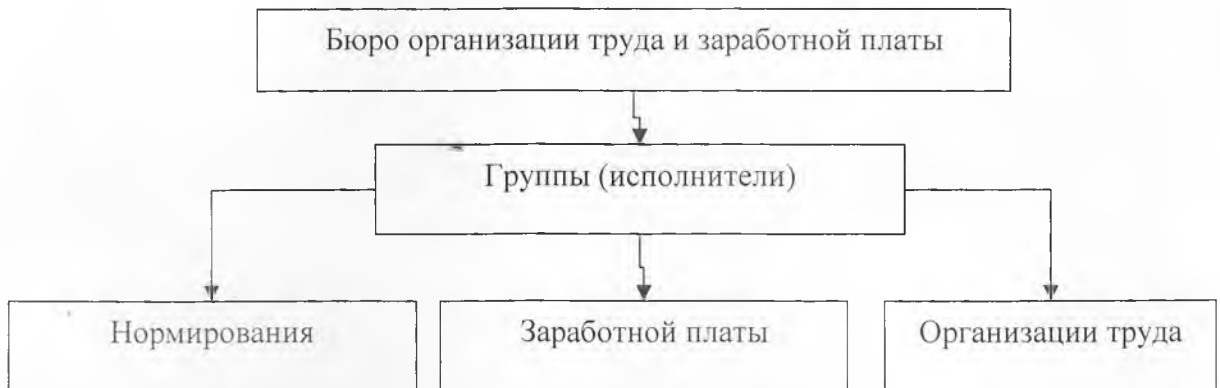 Бюро организации труда и заработной платы
Группы (исполнители)
Нормирования
Заработной платы
Организации труда